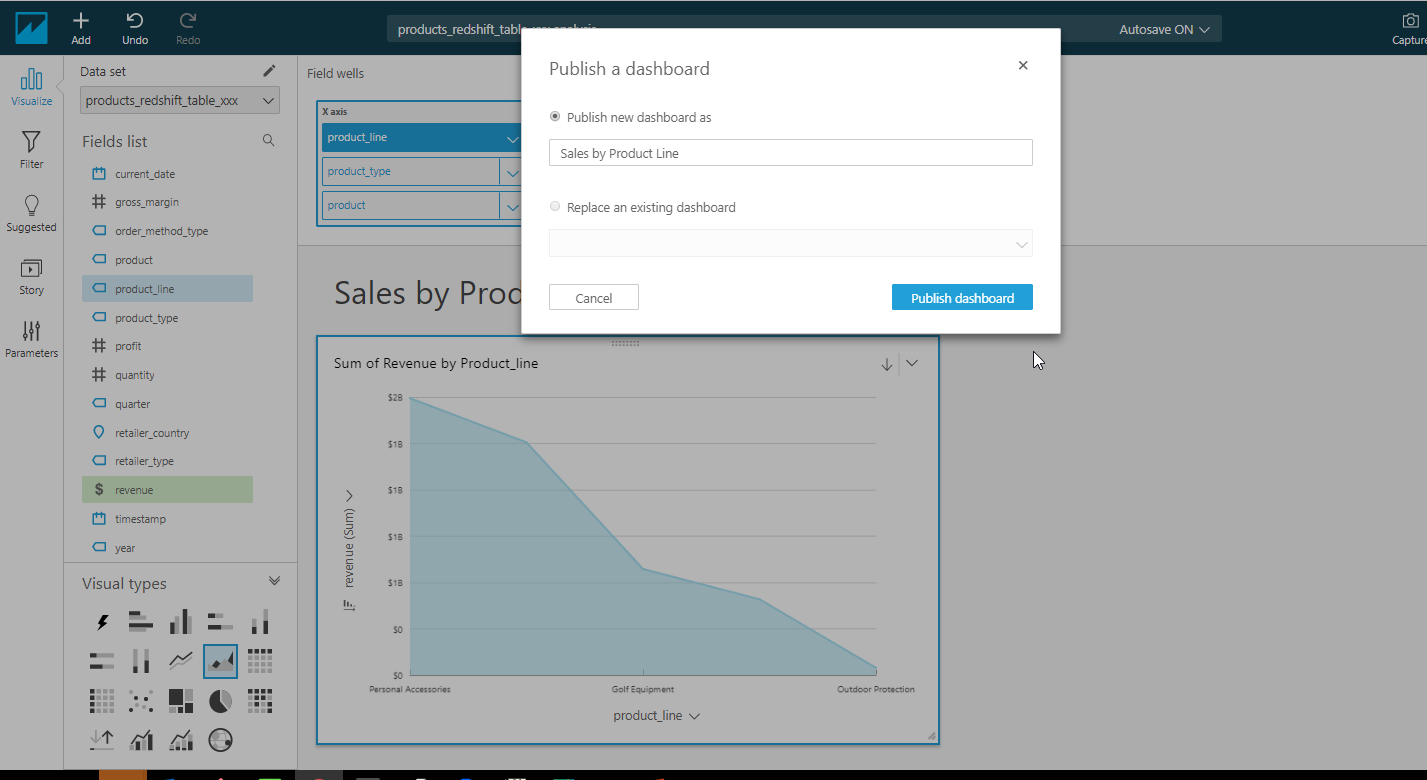 Add
Undo
Redo
products_redshift_table
Autosave ON
Capture
Publish a dashboard
Publish new dashboard as
Sales by Product Line
Replace an existing dashboard
Cancel
Publish dashboard
Visualize
Filter
Suggested
Story
Parameters
Data set
products_redshift_table_xxx
Fields list
current_date
gross_margin
order_method_type
product
product_line
product_type
profit
quantity
quarter
retailer_country
retailer_type
revenue
timestamp
year
Visual types
Field wells
X axis
product_line
product_type
product
Sales by Prod
Sum of Revenue by Product_line
$2B
$1B
$1B
$1B
$1B
$0
$0
revenue (Sum)
Personal Accessories
Golf Equipment
Outdoor Protection
product_line